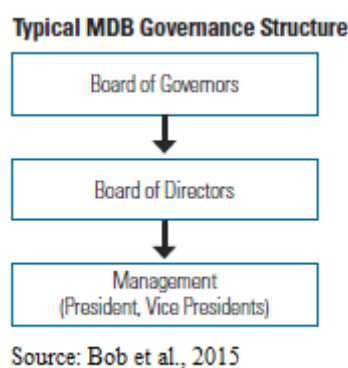 Typical MDB Governance Structure
Board of Governors
Board of Directors
Management
(President, Vice Presidents)
Source: Bob et al., 2015